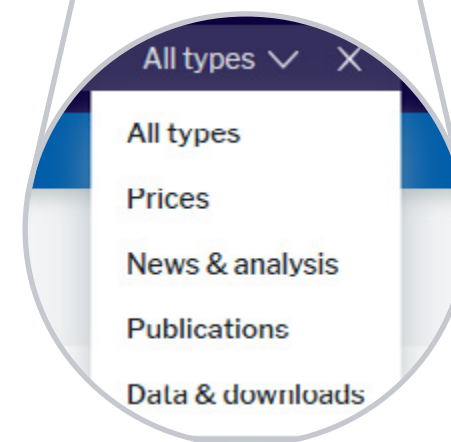 All types
All types
Prices
News & analysis
Publications
Data & downloads